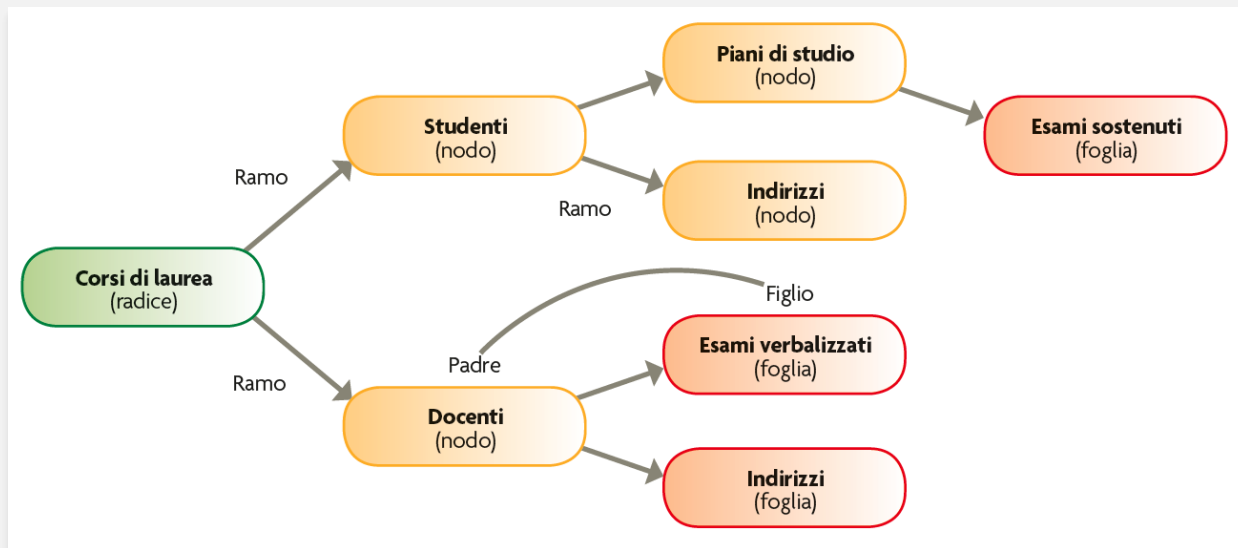 Piani di studio
(nodo)
Studenti
(nodo)
Esami sostenuti
(foglia)
Ramo
Indirizzi
(nodo)
Ramo
Corsi di laurea
(radice)
Figlio
Esami verbalizzati
(foglia)
Padre
Ramo
Docenti
(nodo)
Indirizzi
(foglia)